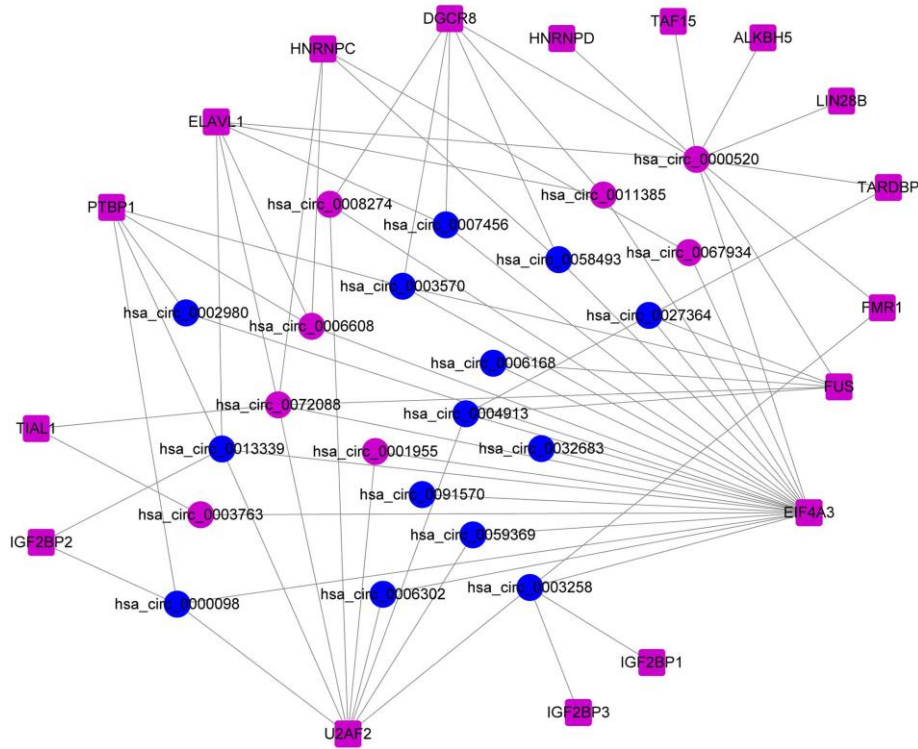 DGCR8
TAF15
HNRNPD
ALKBH5
HNRNPC
LIN28B
ELAVL1
hsa_circ_0000520
TARDBP
hsa_circ_0011385
PTBP1
hsa_circ_0008274
hsa_circ_0007456
hsa_circ_0067934
hsa_circ_0058493
hsa_circ_0003570
hsa_circ_0002980
hsa_circ_0027364
FMR1
hsa_circ_0006608
hsa_circ_0006168
FUS
hsa_circ_0072088
hsa_circ_0004913
TIAL1
hsa_circ_0013339
hsa_circ_0001955
hsa_circ_0032683
hsa_circ_0091570
EIF4A3
hsa_circ_0003763
hsa_circ_0059369
IGF2BP2
hsa_circ_0003258
hsa_circ_0006302
hsa_circ_0000098
IGF2BP1
IGF2BP3
U2AF2